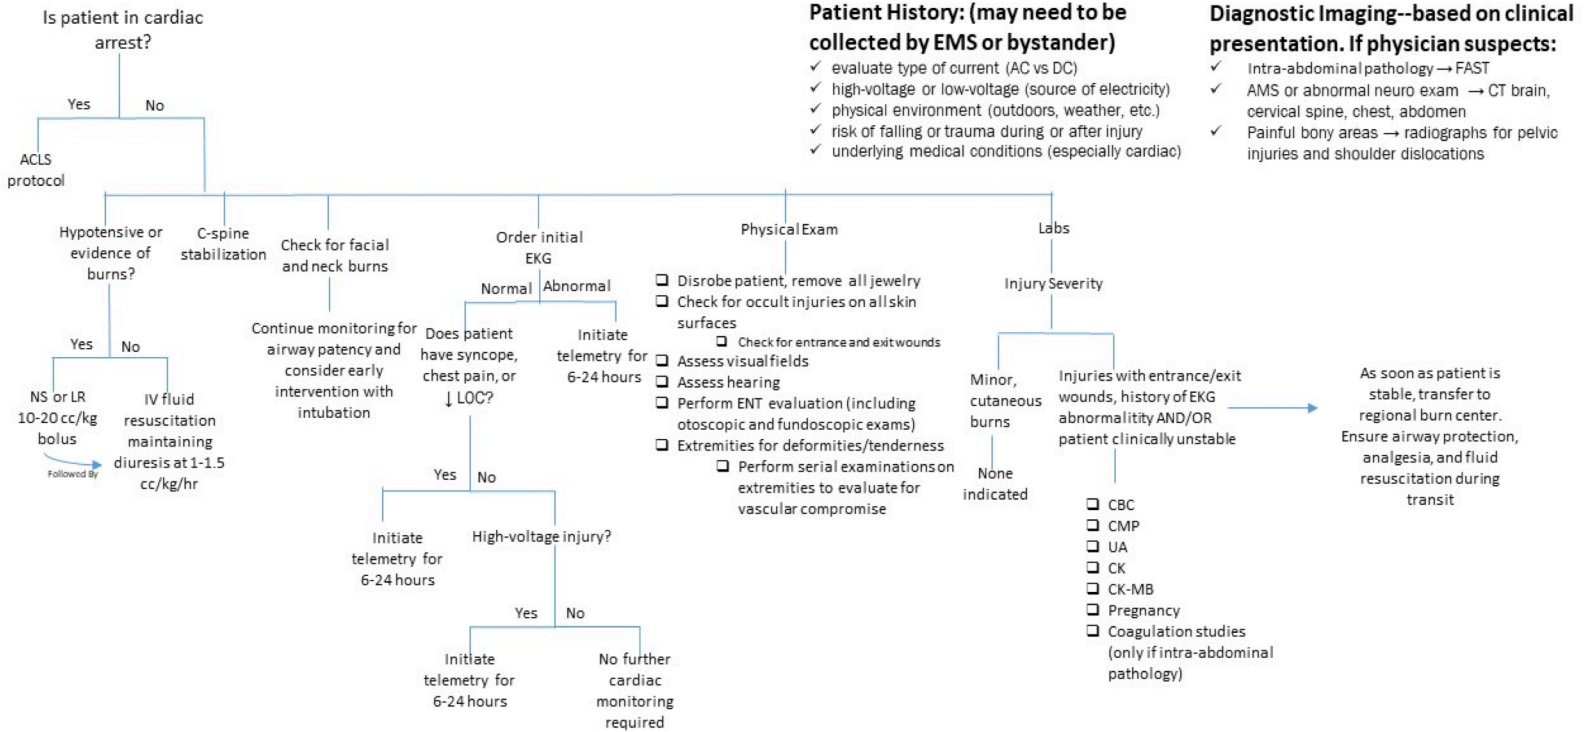 Is patient in cardiac
arrest?
Yes
No
ACLS
protocol
Patient History: (may need to be
collected by EMS or bystander)
✓ evaluate type of current (AC vs DC)
✓ high-voltage or low-voltage (source of electricity)
✓ physical environment (outdoors, weather, etc.)
✓ risk of falling or trauma during or after injury
✓ underlying medical conditions (especially cardiac)
Diagnostic Imaging--based on clinical
presentation. If physician suspects:
✓ Intra-abdominal pathology → FAST
✓ AMS or abnormal neuro exam → CT brain,
cervical spine, chest, abdomen
✓ Painful bony areas → radiographs for pelvic
injuries and shoulder dislocations
Hypotensive or
evidence of
burns?
Yes
No
NS or LR
10-20 cc/kg
bolus
Followed By
IV fluid
resuscitation
maintaining
diuresis at 1-1.5
cc/kg/hr
C-spine
stabilization
Check for facial
and neck burns
Continue monitoring for
airway patency and
consider early
intervention with
intubation
Order initial
EKG
Normal
Abnormal
Does patient
have syncope,
chest pain, or
↓ LOC?
Initiate
telemetry for
6-24 hours
Yes
No
Initiate
telemetry for
6-24 hours
High-voltage injury?
Yes
No
Initiate
telemetry for
6-24 hours
No further
cardiac
monitoring
required
Physical Exam
❑ Disrobe patient, remove all jewelry
❑ Check for occult injuries on all skin
surfaces
❑ Check for entrance and exit wounds
❑ Assess visual fields
❑ Assess hearing
❑ Perform ENT evaluation (including
otoscopic and fundoscopic exams)
❑ Extremities for deformities/tenderness
❑ Perform serial examinations on
extremities to evaluate for
vascular compromise
Labs
Injury Severity
Minor,
cutaneous
burns
None
indicated
Injuries with entrance/exit
wounds, history of EKG
abnormalitity AND/OR
patient clinically unstable
❑ CBC
❑ CMP
❑ UA
❑ CK
❑ CK-MB
❑ Pregnancy
❑ Coagulation studies
(only if intra-abdominal
pathology)
As soon as patient is
stable, transfer to
regional burn center.
Ensure airway protection,
analgesia, and fluid
resuscitation during
transit